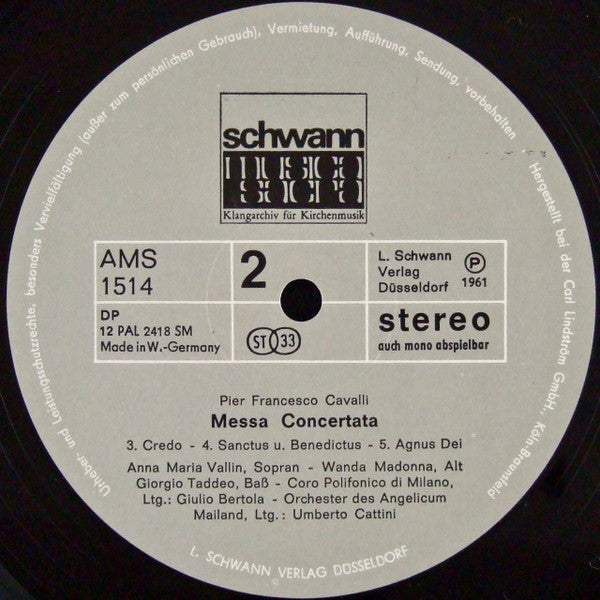 Urheber- und Leistungsschutzrechte, besonders Vervielfältigung (außer zum persönlichen Gebrauch), Vermietung, Aufführung, Sendung, vorbehalten
Hergestellt bei der Carl Lindström GmbH., Köln-Braunsfeld
schwann
musica
sacra
Klangarchiv für Kirchenmusik
AMS
1514
2
L. Schwann
Verlag
Düsseldorf
P
1961
DP
12 PAL 2418 SM
Made in W.-Germany
ST 33
stereo
auch mono abspielbar
Pier Francesco Cavalli
Messa Concertata
3. Credo - 4. Sanctus u. Benedictus - 5. Agnus Dei
Anna Maria Vallin, Sopran - Wanda Madonna, Alt
Giorgio Taddeo, Baß - Coro Polifonico di Milano,
Ltg.: Giulio Bertola - Orchester des Angelicum
Mailand, Ltg.: Umberto Cattini
L. SCHWANN VERLAG DÜSSELDORF